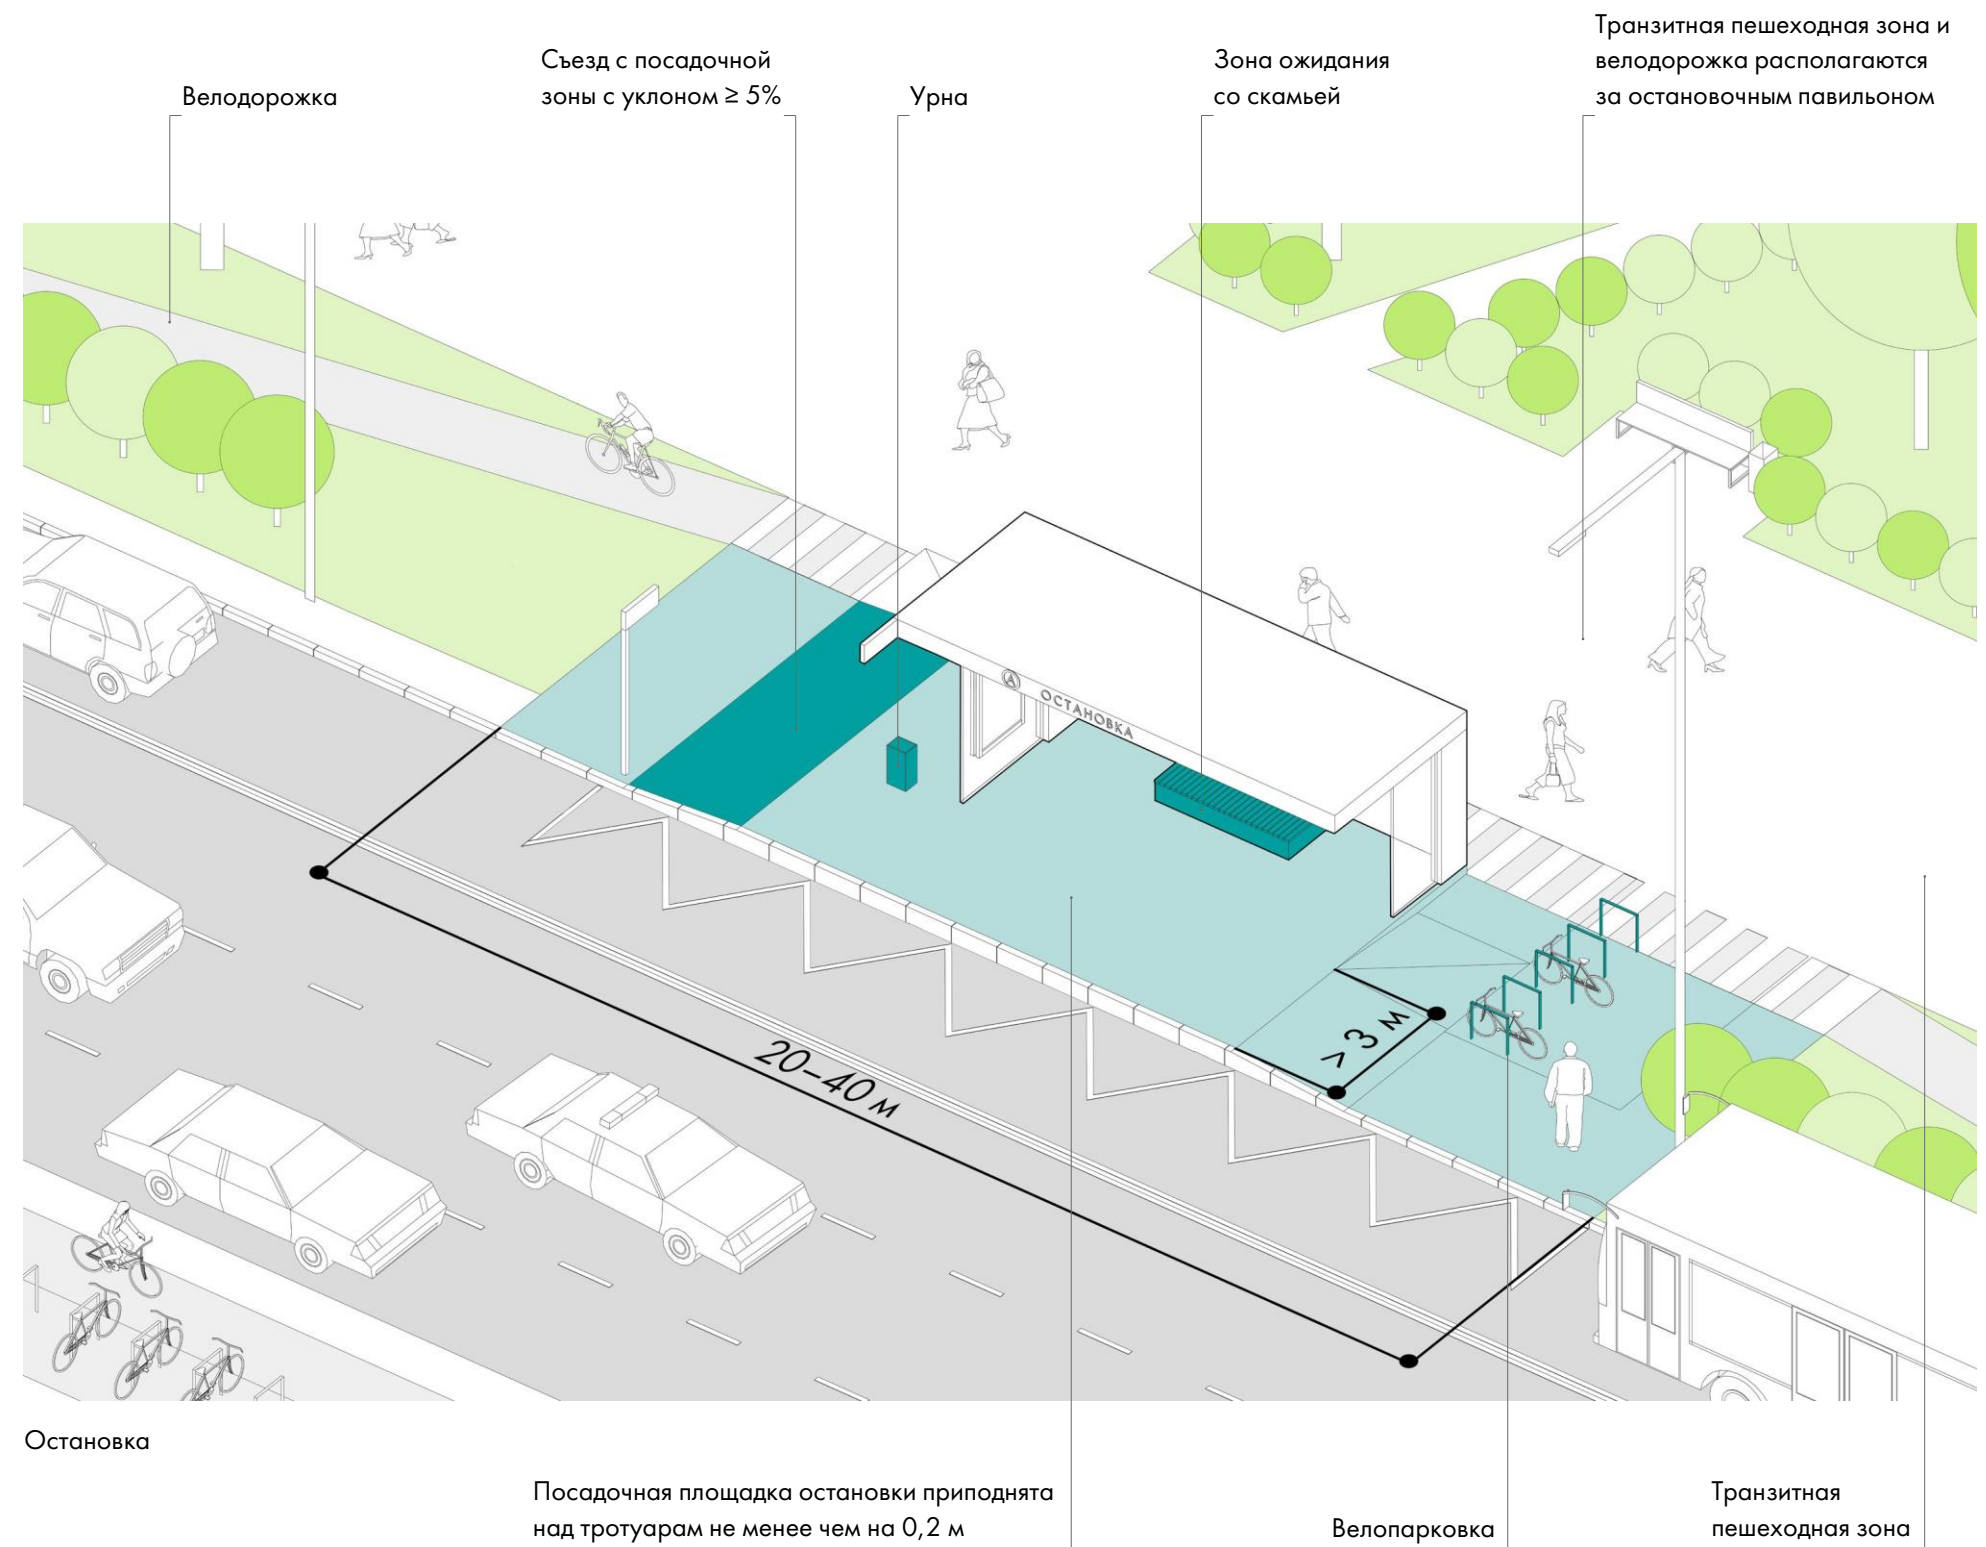 Транзитная пешеходная зона и
велодорожка располагаются
за остановочным павильоном
Съезд с посадочной
зоны с уклоном ≥ 5%
Зона ожидания
со скамьей
Велодорожка
Урна
А ОСТАНОВКА
> 3 м
20–40 м
Остановка
Посадочная площадка остановки приподнята
над тротуарам не менее чем на 0,2 м
Велопарковка
Транзитная
пешеходная зона